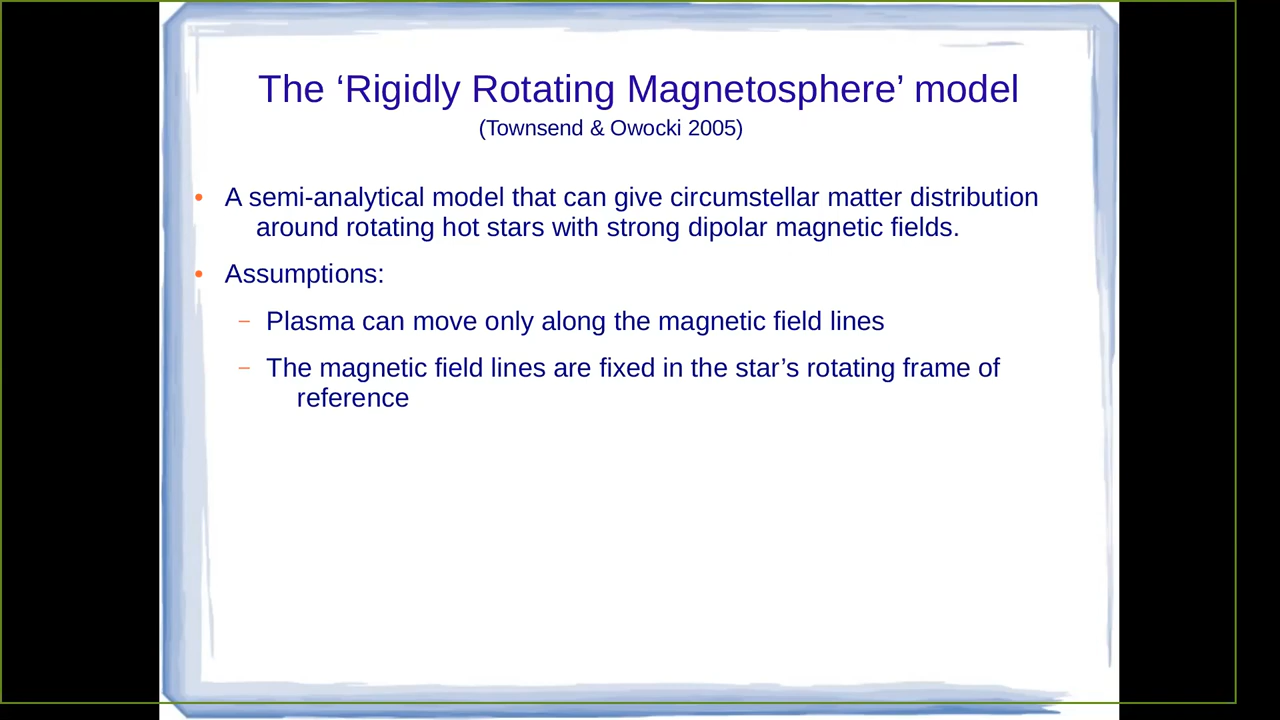 The ‘Rigidly Rotating Magnetosphere’ model
(Townsend & Owocki 2005)
• A semi-analytical model that can give circumstellar matter distribution
around rotating hot stars with strong dipolar magnetic fields.
• Assumptions:
– Plasma can move only along the magnetic field lines
– The magnetic field lines are fixed in the star’s rotating frame of
reference